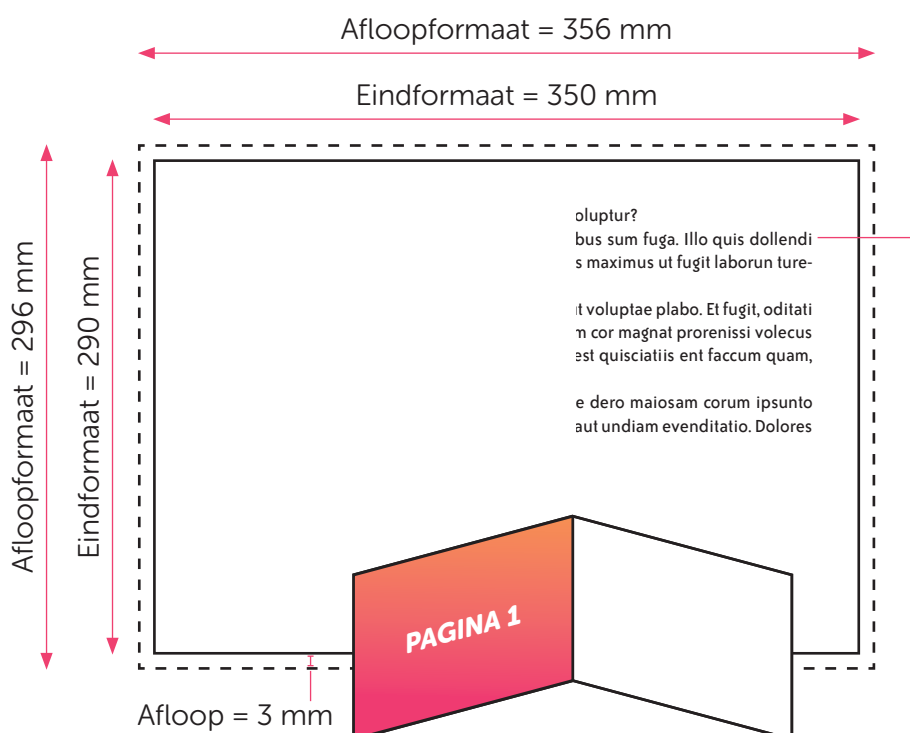 Afloopformaat = 356 mm
Eindformaat = 350 mm
Afloopformaat = 296 mm
Eindformaat = 290 mm
oluptur?
bus sum fuga. Illo quis dollendi
s maximus ut fugit laborun ture-
t voluptae plabo. Et fugit, oditati
cor magnat prorenissi volecus
est quisciatiis ent faccum quam,
e dero maiosam corum ipsunto
aut undiam evenditatio. Dolores
PAGINA 1
Afloop = 3 mm